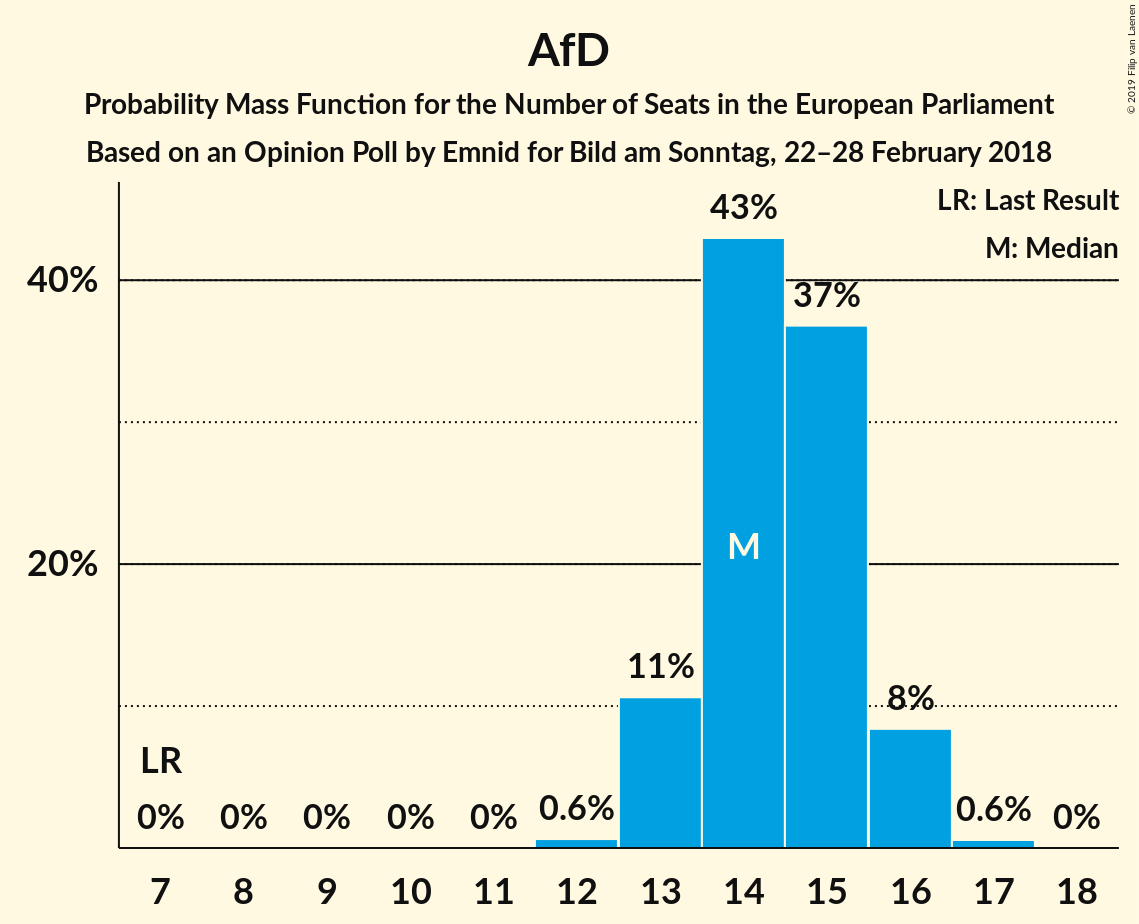 AfD
Probability Mass Function for the Number of Seats in the European Parliament
Based on an Opinion Poll by Emnid for Bild am Sonntag, 22–28 February 2018
© 2019 Filip van Laenen
LR: Last Result
M: Median
43%
40%
37%
M
20%
11%
8%
LR
0% 0% 0% 0% 0% 0.6% 0.6% 0%
7 8 9 10 11 12 13 14 15 16 17 18